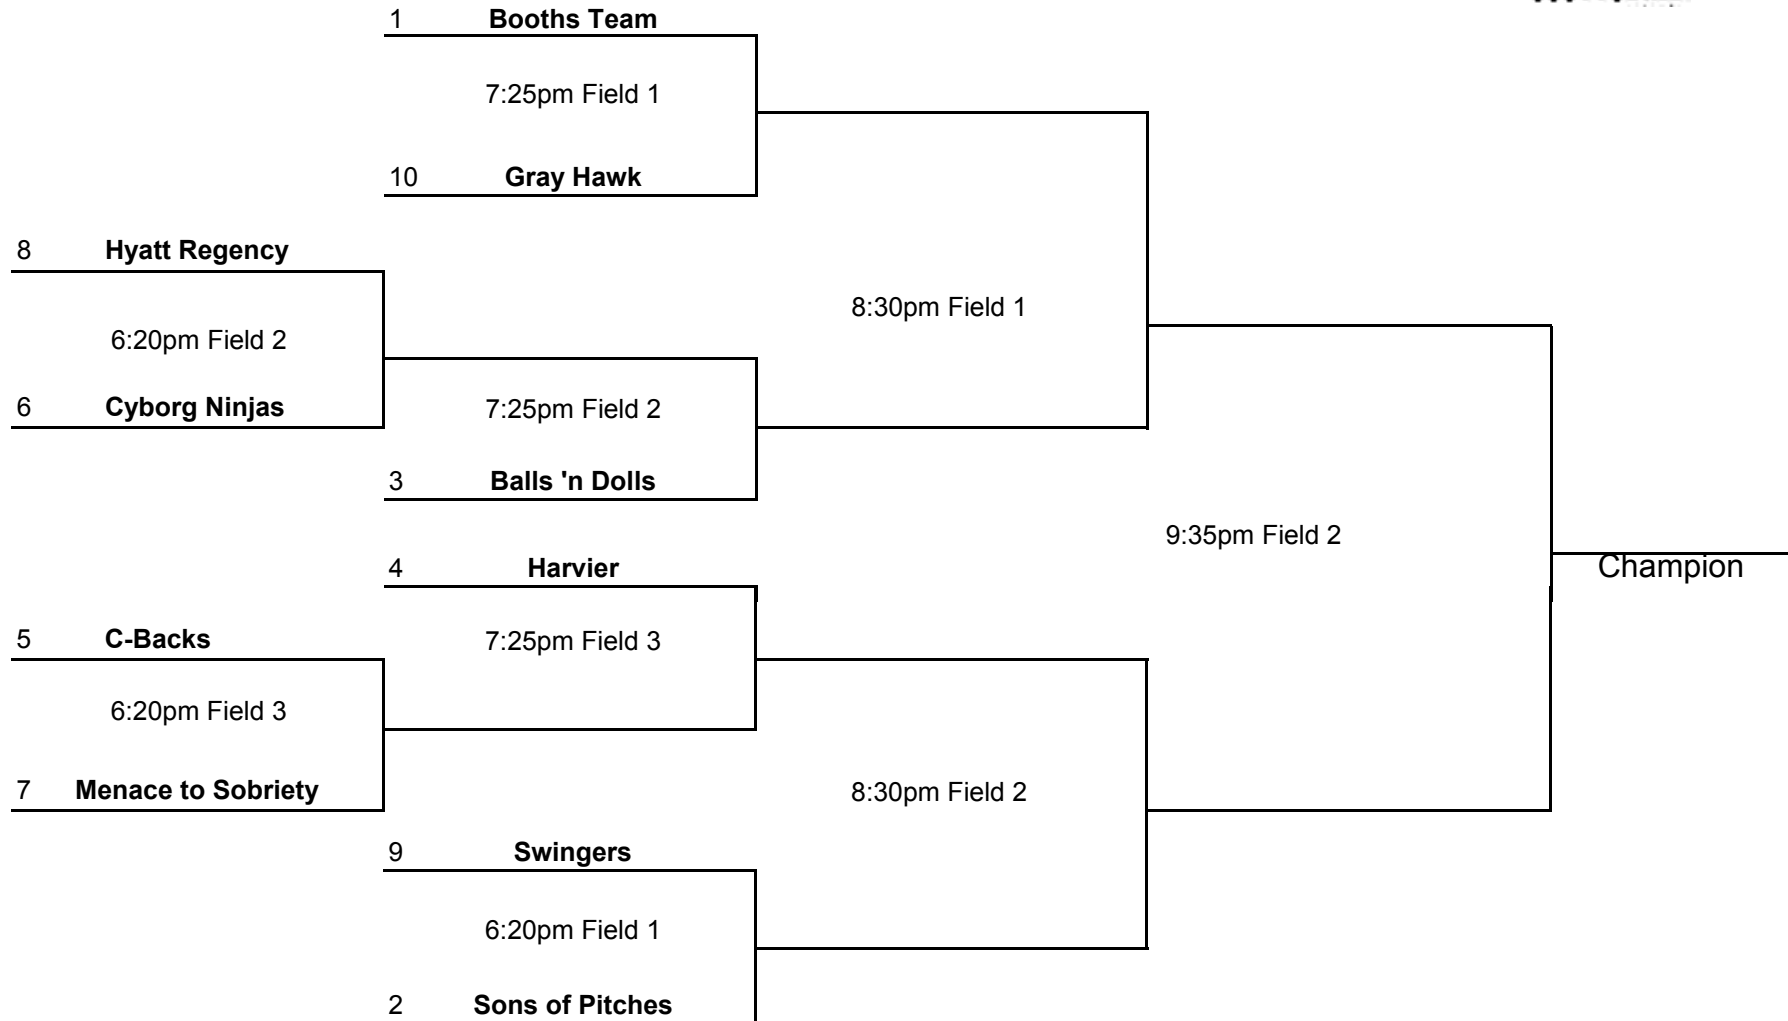 1 Booths Team
7:25pm Field 1
10 Gray Hawk
8 Hyatt Regency
8:30pm Field 1
6:20pm Field 2
6 Cyborg Ninjas
7:25pm Field 2
3 Balls 'n Dolls
9:35pm Field 2
4 Harvier
Champion
5 C-Backs
7:25pm Field 3
6:20pm Field 3
7 Menace to Sobriety
8:30pm Field 2
9 Swingers
6:20pm Field 1
2 Sons of Pitches